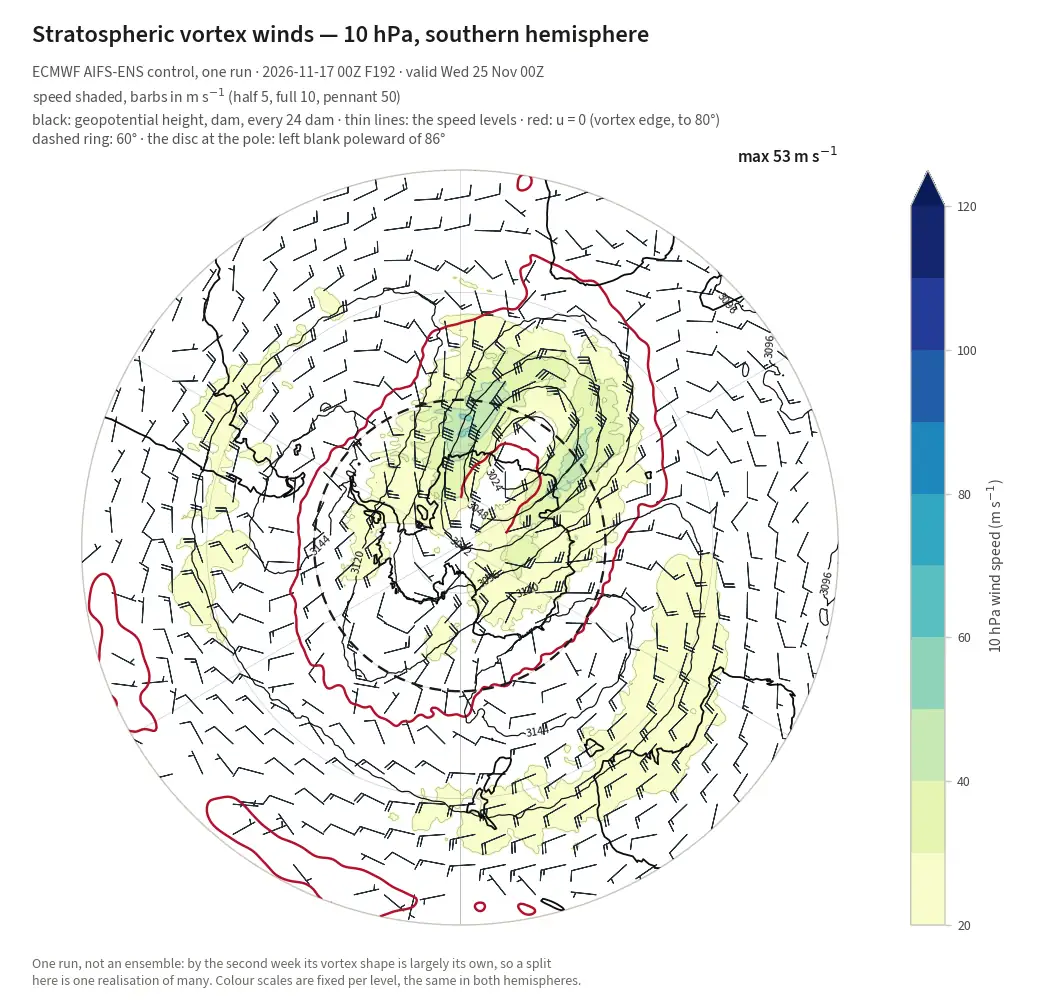 Stratospheric vortex winds — 10 hPa, southern hemisphere
ECMWF AIFS-ENS control, one run · 2026-11-17 00Z F192 · valid Wed 25 Nov 00Z
speed shaded, barbs in m s⁻¹ (half 5, full 10, pennant 50)
black: geopotential height, dam, every 24 dam · thin lines: the speed levels · red: u = 0 (vortex edge, to 80°)
dashed ring: 60° · the disc at the pole: left blank poleward of 86°
max 53 m s⁻¹
120
100
80
60
40
20
10 hPa wind speed (m s⁻¹)
3096
3096
3024
3048
3144
3120
3120
3144
One run, not an ensemble: by the second week its vortex shape is largely its own, so a split
here is one realisation of many. Colour scales are fixed per level, the same in both hemispheres.